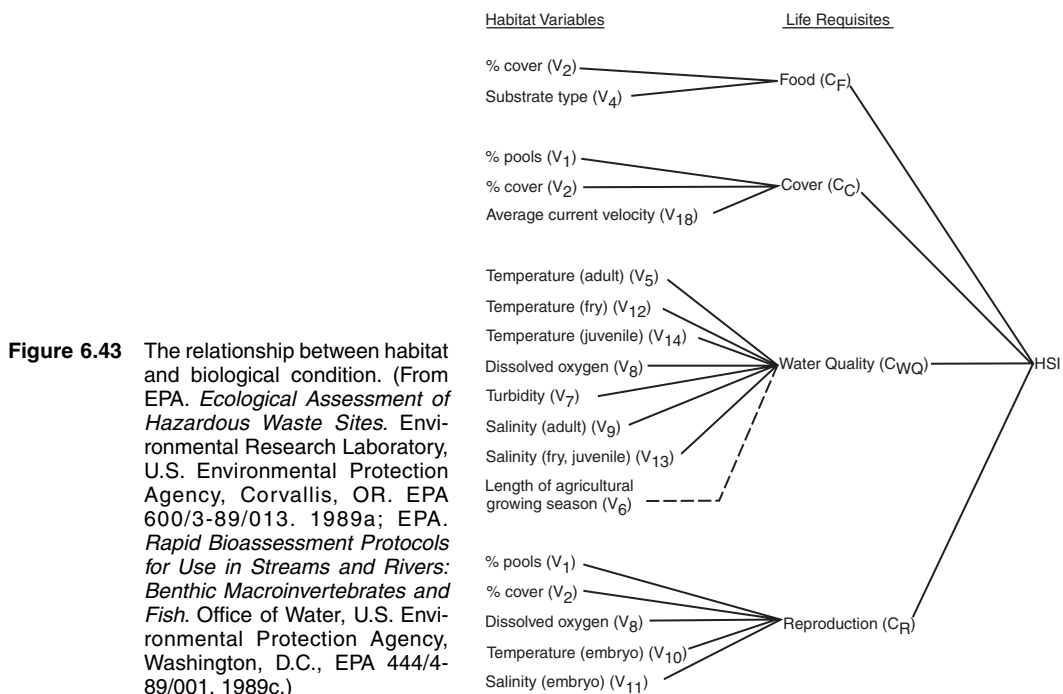 Habitat Variables Life Requisites
% cover (V2)
Substrate type (V4)
Food (CF)
% pools (V1)
% cover (V2)
Average current velocity (V18)
Cover (CC)
Temperature (adult) (V5)
Temperature (fry) (V12)
Temperature (juvenile) (V14)
Dissolved oxygen (V8)
Turbidity (V7)
Salinity (adult) (V9)
Salinity (fry, juvenile) (V13)
Length of agricultural
growing season (V6)
Water Quality (CWQ)
HSI
% pools (V1)
% cover (V2)
Dissolved oxygen (V8)
Temperature (embryo) (V10)
Salinity (embryo) (V11)
Reproduction (CR)
Figure 6.43 The relationship between habitat
and biological condition. (From
EPA. Ecological Assessment of
Hazardous Waste Sites. Envi-
ronmental Research Laboratory,
U.S. Environmental Protection
Agency, Corvallis, OR. EPA
600/3-89/013. 1989a; EPA.
Rapid Bioassessment Protocols
for Use in Streams and Rivers:
Benthic Macroinvertebrates and
Fish. Office of Water, U.S. Envi-
ronmental Protection Agency,
Washington, D.C., EPA 444/4-
89/001. 1989c.)